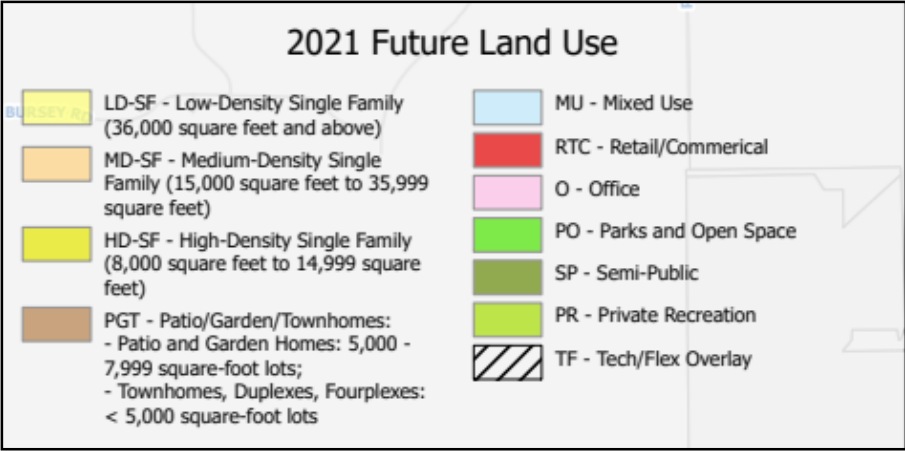 2021 Future Land Use
BURSEY RD
LD-SF - Low-Density Single Family
(36,000 square feet and above)
MD-SF - Medium-Density Single
Family (15,000 square feet to 35,999
square feet)
HD-SF - High-Density Single Family
(8,000 square feet to 14,999 square
feet)
PGT - Patio/Garden/Townhomes:
- Patio and Garden Homes: 5,000 -
7,999 square-foot lots;
- Townhomes, Duplexes, Fourplexes:
< 5,000 square-foot lots
MU - Mixed Use
RTC - Retail/Commerical
O - Office
PO - Parks and Open Space
SP - Semi-Public
PR - Private Recreation
TF - Tech/Flex Overlay